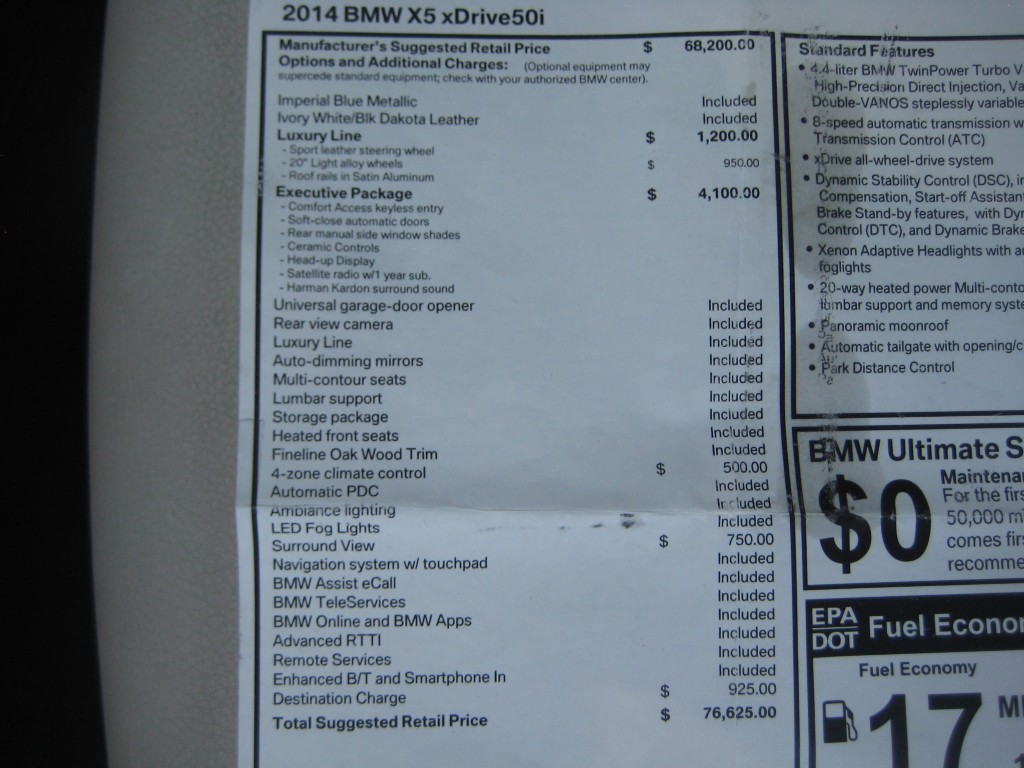 2014 BMW X5 xDrive50i
Manufacturer's Suggested Retail Price $ 68,200.00
Options and Additional Charges: (Optional equipment may
supercede standard equipment; check with your authorized BMW center).
Imperial Blue Metallic Included
Ivory White/Blk Dakota Leather Included
Luxury Line $ 1,200.00
- Sport leather steering wheel
- 20" Light alloy wheels $ 950.00
- Roof rails in Satin Aluminum
Executive Package $ 4,100.00
- Comfort Access keyless entry
- Soft-close automatic doors
- Rear manual side window shades
- Ceramic Controls
- Head-up Display
- Satellite radio w/1 year sub.
- Harman Kardon surround sound
Universal garage-door opener Included
Rear view camera Included
Luxury Line Included
Auto-dimming mirrors Included
Multi-contour seats Included
Lumbar support Included
Storage package Included
Heated front seats Included
Fineline Oak Wood Trim Included
4-zone climate control $ 500.00
Automatic PDC Included
Ambiance lighting Included
LED Fog Lights Included
Surround View $ 750.00
Navigation system w/ touchpad Included
BMW Assist eCall Included
BMW TeleServices Included
BMW Online and BMW Apps Included
Advanced RTTI Included
Remote Services Included
Enhanced B/T and Smartphone In Included
Destination Charge $ 925.00
Total Suggested Retail Price $ 76,625.00
Standard Features
• 4.4-liter BMW TwinPower Turbo V
High-Precision Direct Injection, Va
Double-VANOS steplessly variable
• 8-speed automatic transmission w
Transmission Control (ATC)
• xDrive all-wheel-drive system
• Dynamic Stability Control (DSC), in
Compensation, Start-off Assistant
Brake Stand-by features, with Dyn
Control (DTC), and Dynamic Brake
• Xenon Adaptive Headlights with a
foglights
• 20-way heated power Multi-conto
lumbar support and memory syste
• Panoramic moonroof
• Automatic tailgate with opening/c
• Park Distance Control
BMW Ultimate S
$0
Maintenan
For the firs
50,000 m
comes firs
recomme
EPA
DOT
Fuel Econom
Fuel Economy
17
MP